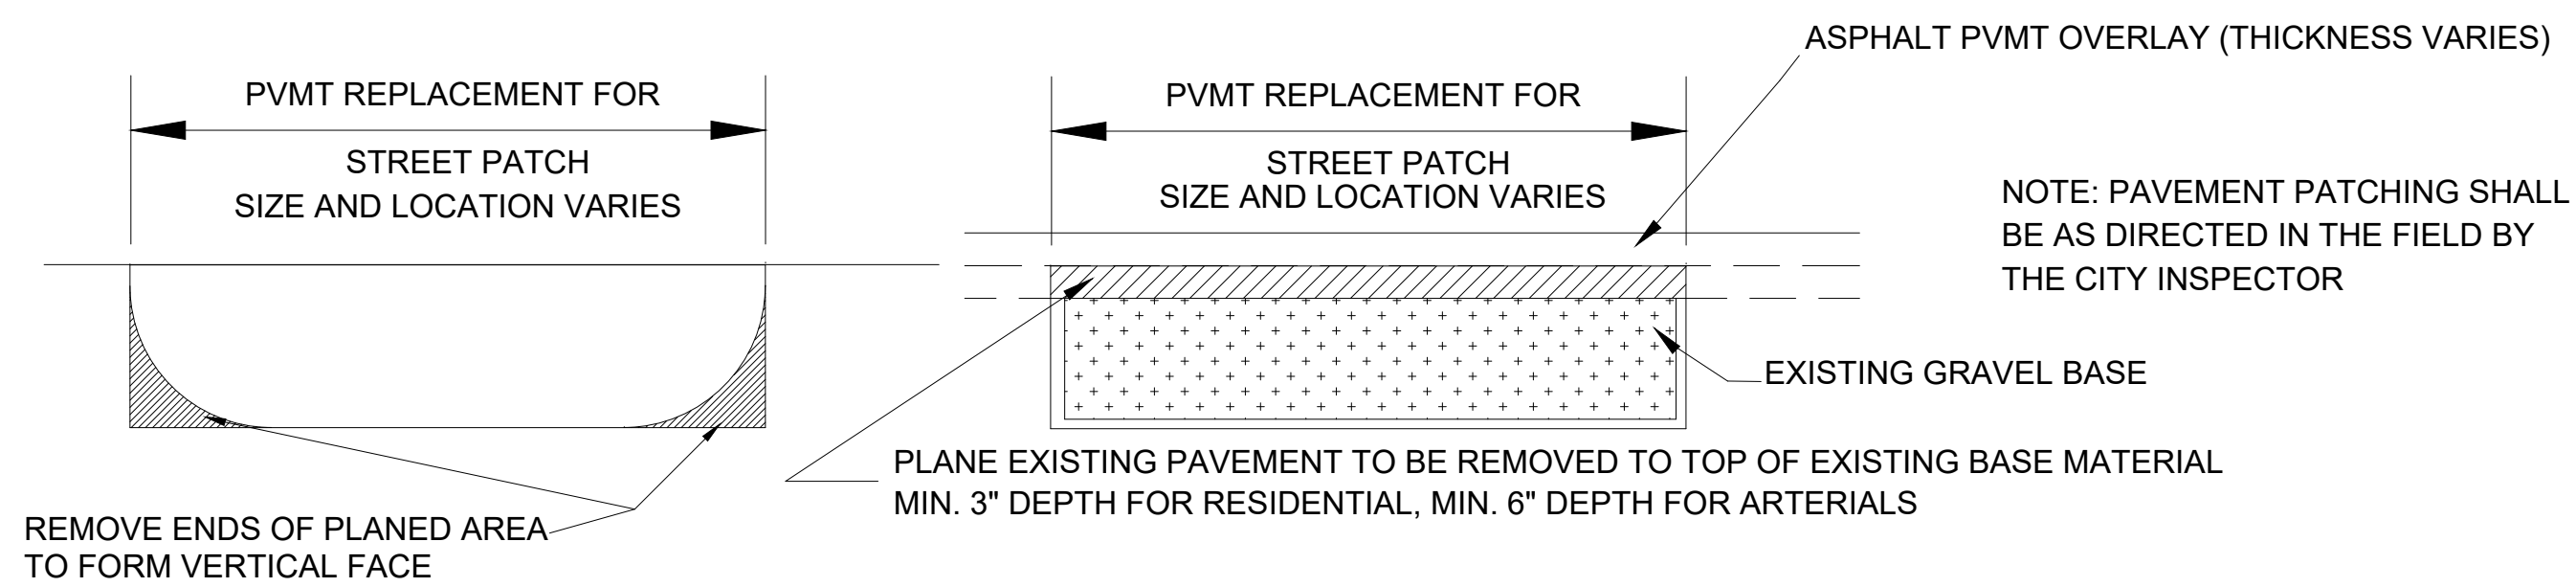 PVMT REPLACEMENT FOR
STREET PATCH
SIZE AND LOCATION VARIES
REMOVE ENDS OF PLANED AREA
TO FORM VERTICAL FACE
PVMT REPLACEMENT FOR
STREET PATCH
SIZE AND LOCATION VARIES
ASPHALT PVMT OVERLAY (THICKNESS VARIES)
NOTE: PAVEMENT PATCHING SHALL
BE AS DIRECTED IN THE FIELD BY
THE CITY INSPECTOR
EXISTING GRAVEL BASE
PLANE EXISTING PAVEMENT TO BE REMOVED TO TOP OF EXISTING BASE MATERIAL
MIN. 3" DEPTH FOR RESIDENTIAL, MIN. 6" DEPTH FOR ARTERIALS